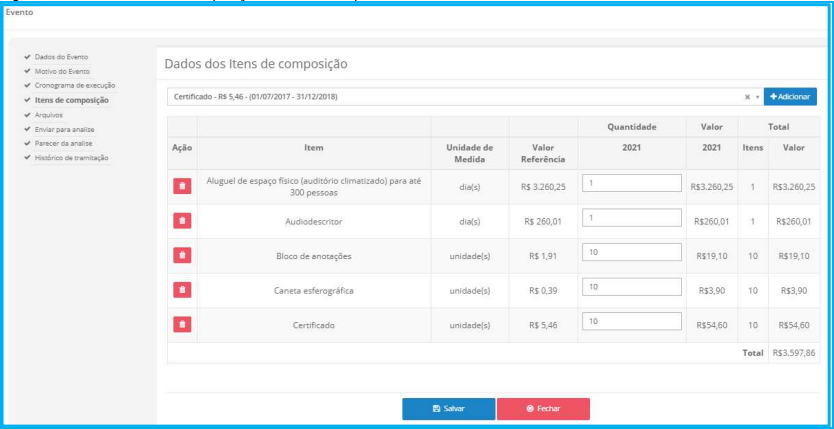 Evento
Dados do Evento
Motivo do Evento
Cronograma de execução
Itens de composição
Arquivos
Enviar para analise
Parecer da analise
Histórico de tramitação
Dados dos Itens de composição
Certificado - R$ 5,46 - (01/07/2017 - 31/12/2018)
Adicionar
Quantidade Valor Total
Ação Item Unidade de Medida Valor Referência 2021 2021 Itens Valor
Aluguel de espaço físico (auditório climatizado) para até
300 pessoas
dia(s) R$ 3.260,25 1 R$3.260,25 1 R$3.260,25
Audiodescritor dia(s) R$ 260,01 1 R$260,01 1 R$260,01
Bloco de anotações unidade(s) R$ 1,91 10 R$19,10 10 R$19,10
Caneta esferográfica unidade(s) R$ 0,39 10 R$3,90 10 R$3,90
Certificado unidade(s) R$ 5,46 10 R$54,60 10 R$54,60
Total R$3.597,86
Salvar
Fechar